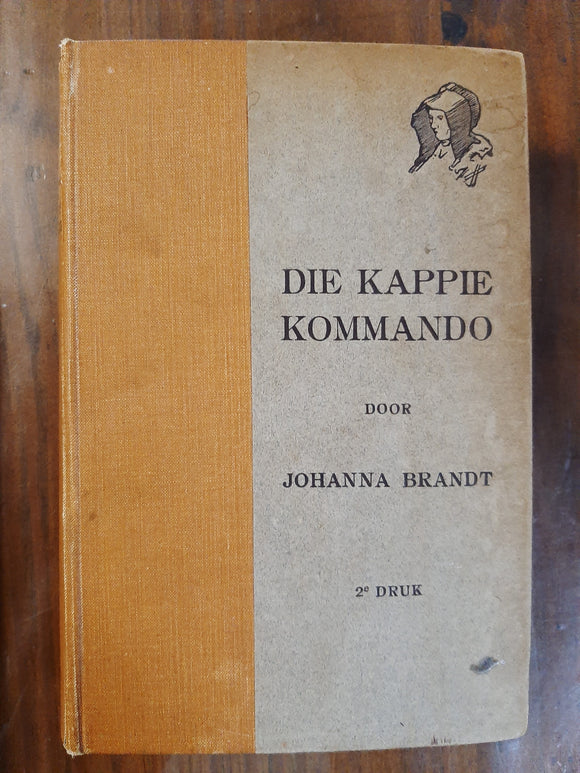 DIE KAPPIE
KOMMANDO
DOOR
JOHANNA BRANDT
2e DRUK